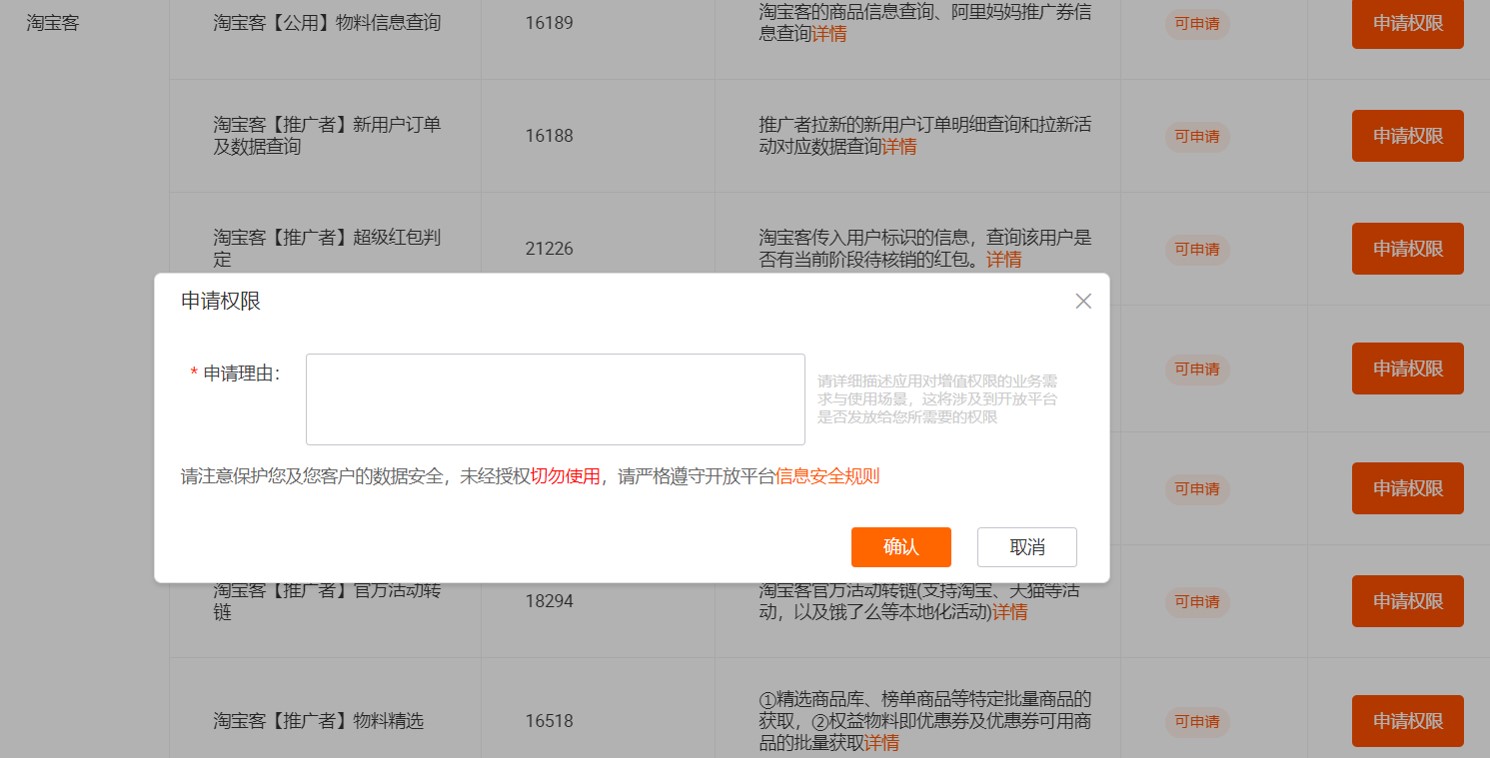 淘宝客
淘宝客【公用】物料信息查询
16189
淘宝客的商品信息查询、阿里妈妈推广券信
息查询详情
可申请
申请权限
淘宝客【推广者】新用户订单
及数据查询
16188
推广者拉新的新用户订单明细查询和拉新活
动对应数据查询详情
可申请
申请权限
淘宝客【推广者】超级红包判
定
21226
淘宝客传入用户标识的信息，查询该用户是
否有当前阶段待核销的红包。详情
可申请
申请权限
申请权限
* 申请理由：
请详细描述应用对增值权限的业务需
求与使用场景，这将涉及到开放平台
是否发放给您所需要的权限
请注意保护您及您客户的数据安全，未经授权切勿使用，请严格遵守开放平台信息安全规则
确认
取消
可申请
申请权限
可申请
申请权限
淘宝客【推广者】官方活动转
链
18294
淘宝客官方活动转链(支持淘宝、天猫等活
动，以及饿了么等本地化活动)详情
可申请
申请权限
淘宝客【推广者】物料精选
16518
①精选商品库、榜单商品等特定批量商品的
获取，②权益物料即优惠券及优惠券可用商
品的批量获取详情
可申请
申请权限